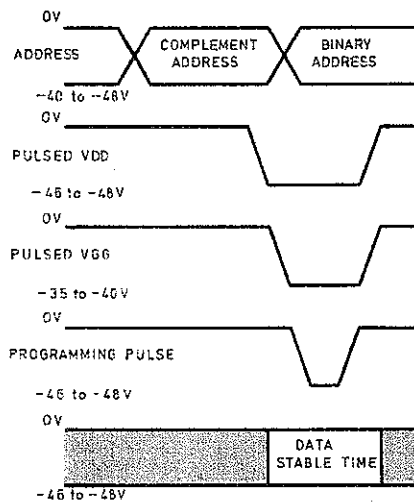 0V
ADDRESS
COMPLEMENT
ADDRESS
BINARY
ADDRESS
-40 to -48V
0V
PULSED VDD
-46 to -48V
0V
PULSED VGG
-35 to -40V
0V
PROGRAMMING PULSE
-46 to -48V
0V
DATA
STABLE TIME
-46 to -48V